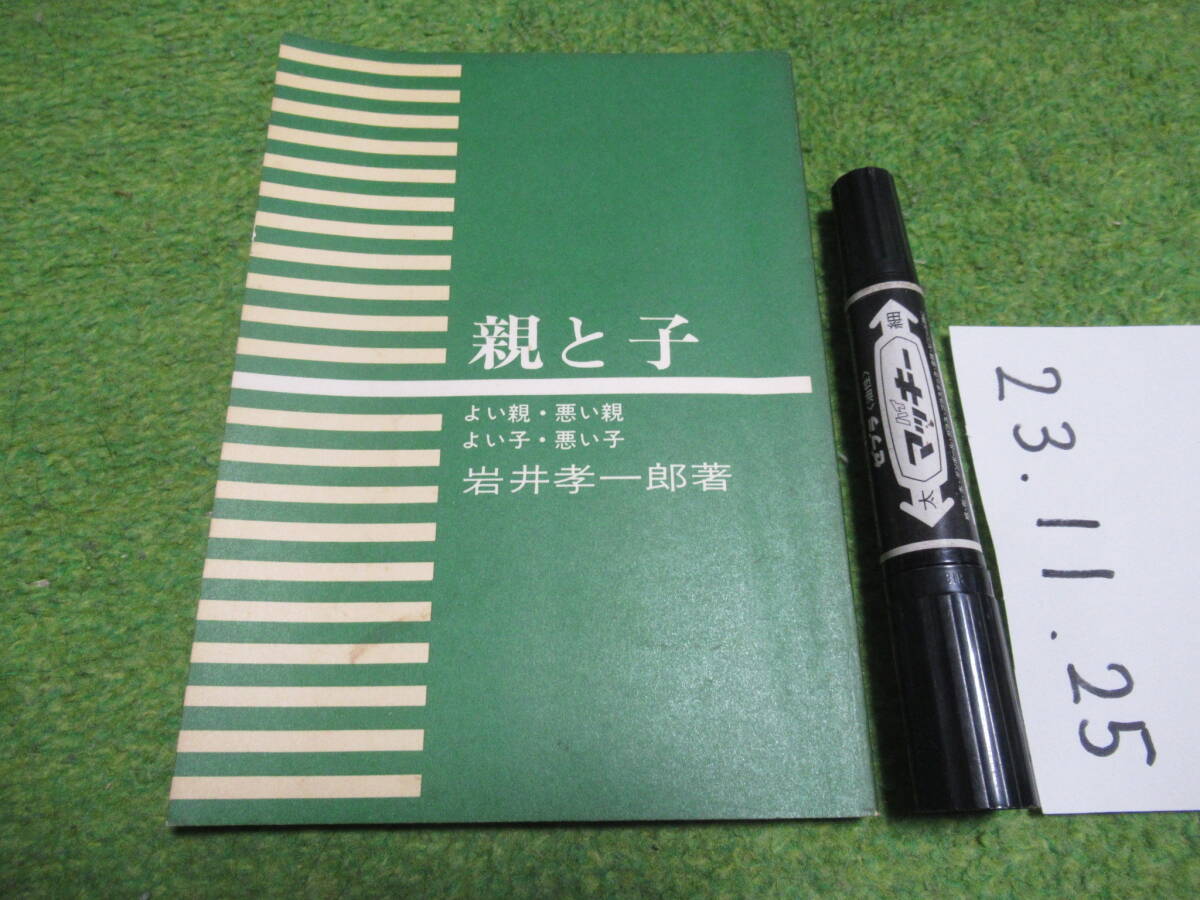 親と子
よい親・悪い親
よい子・悪い子
岩井孝一郎著
細
ハイマッキー
太
ゼブラ
23.11.25